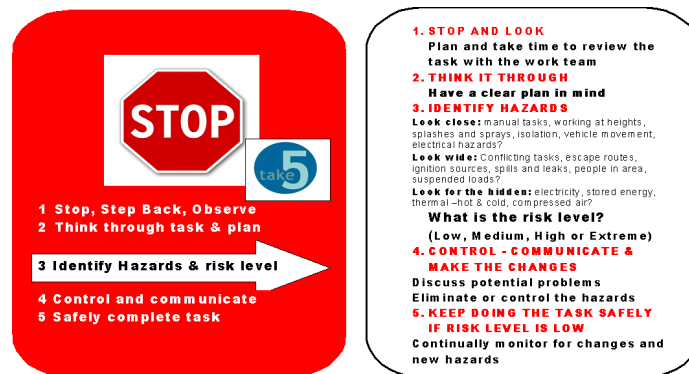 STOP
take 5
1 Stop, Step Back, Observe
2 Think through task & plan
3 Identify Hazards & risk level
4 Control and communicate
5 Safely complete task
1. STOP AND LOOK
Plan and take time to review the
task with the work team
2. THINK IT THROUGH
Have a clear plan in mind
3. IDENTIFY HAZARDS
Look close: manual tasks, working at heights,
splashes and sprays, isolation, vehicle movement,
electrical hazards?
Look wide: Conflicting tasks, escape routes,
ignition sources, spills and leaks, people in area,
suspended loads?
Look for the hidden: electricity, stored energy,
thermal –hot & cold, compressed air?
What is the risk level?
(Low, Medium, High or Extreme)
4. CONTROL - COMMUNICATE &
MAKE THE CHANGES
Discuss potential problems
Eliminate or control the hazards
5. KEEP DOING THE TASK SAFELY
IF RISK LEVEL IS LOW
Continually monitor for changes and
new hazards